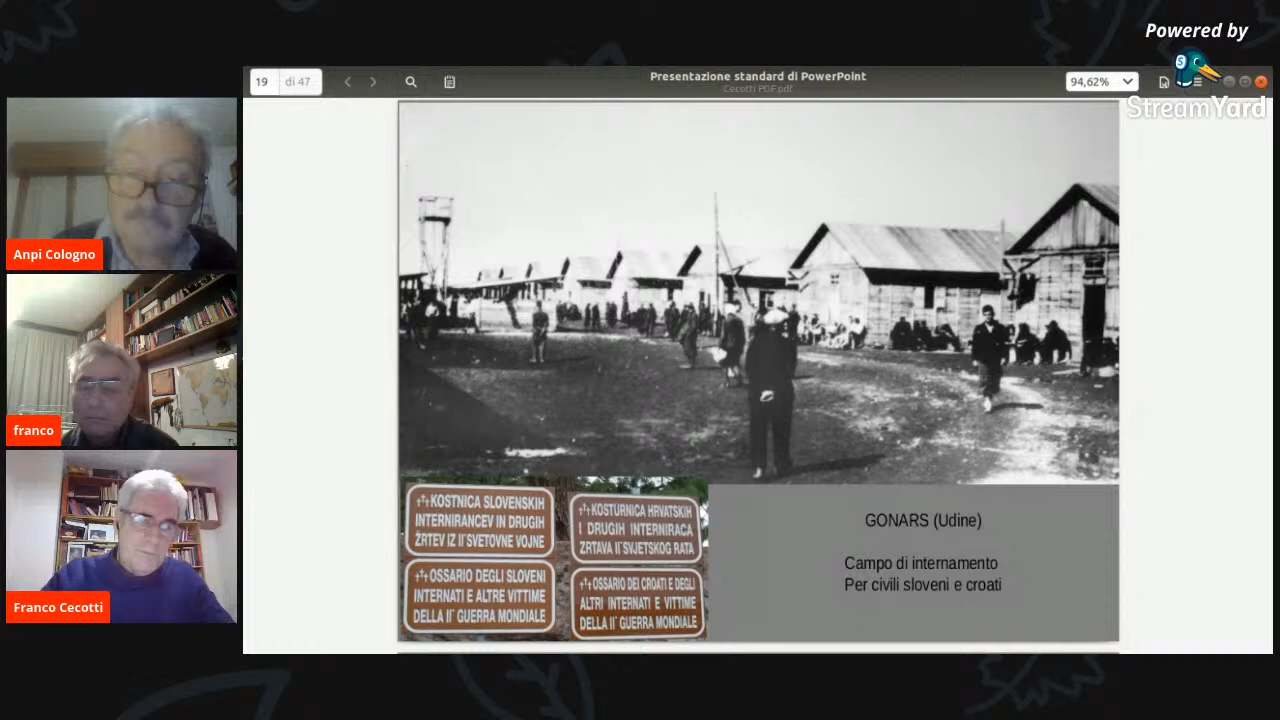 Powered by
StreamYard
19 di 47
Presentazione standard di PowerPoint
Cecotti PDF.pdf
94,62%
Anpi Cologno
franco
Franco Cecotti
KOSTNICA SLOVENSKIH
INTERNIRANCEV IN DRUGIH
ŽRTEV IZ II SVETOVNE VOJNE
KOSTURNICA HRVATSKIH
I DRUGIH INTERNIRACA
ZRTAVA II SVJETSKOG RATA
OSSARIO DEGLI SLOVENI
INTERNATI E ALTRE VITTIME
DELLA II^ GUERRA MONDIALE
OSSARIO DEI CROATI E DEGLI
ALTRI INTERNATI E VITTIME
DELLA II^ GUERRA MONDIALE
GONARS (Udine)
Campo di internamento
Per civili sloveni e croati